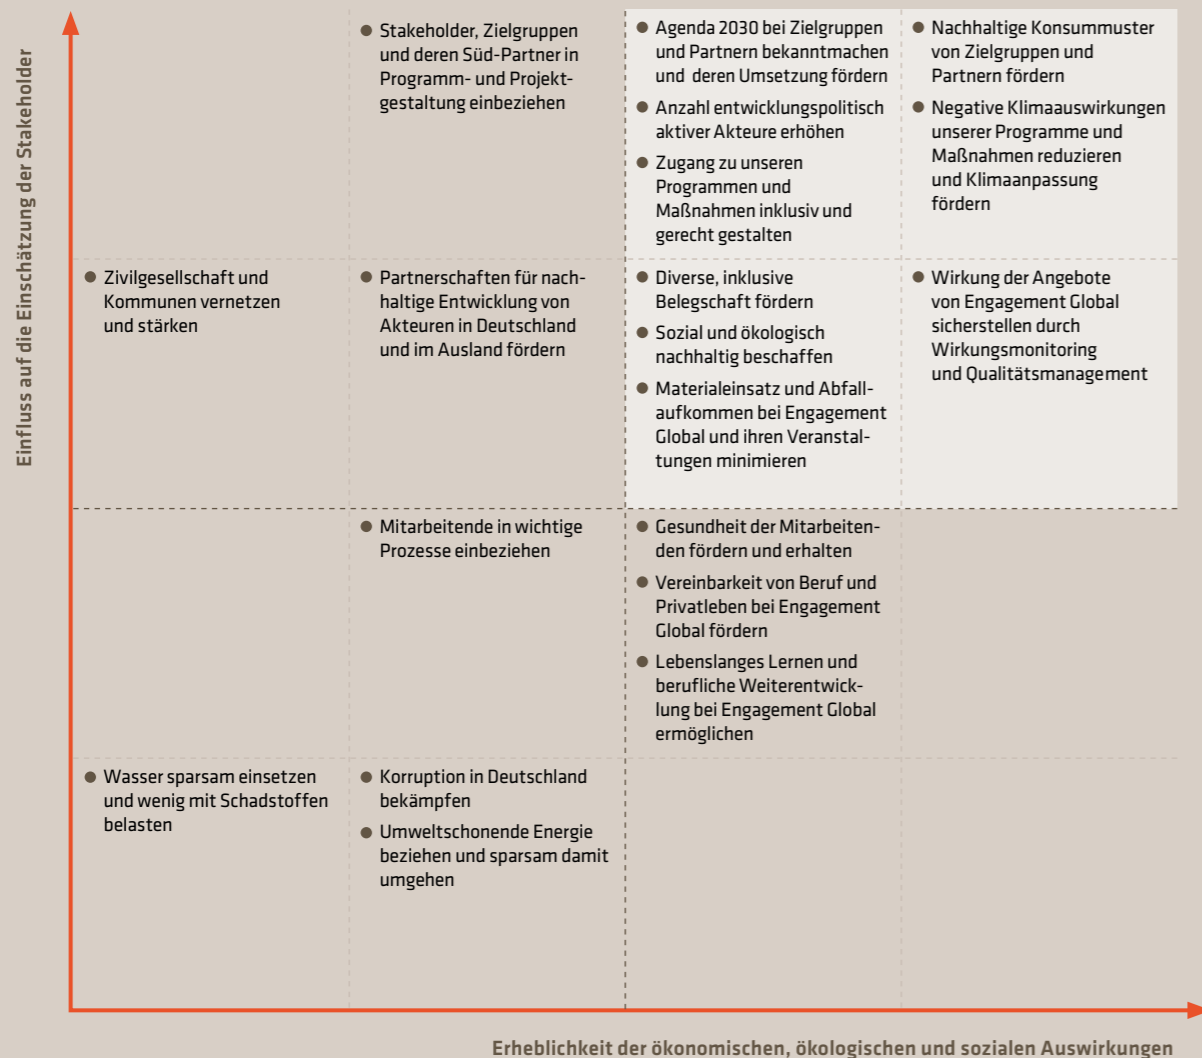 Einfluss auf die Einschätzung der Stakeholder
Stakeholder, Zielgruppen
und deren Süd-Partner in
Programm- und Projekt-
gestaltung einbeziehen
Agenda 2030 bei Zielgruppen
und Partnern bekanntmachen
und deren Umsetzung fördern
Anzahl entwicklungspolitisch
aktiver Akteure erhöhen
Zugang zu unseren
Programmen und
Maßnahmen inklusiv und
gerecht gestalten
Nachhaltige Konsummuster
von Zielgruppen und
Partnern fördern
Negative Klimaauswirkungen
unserer Programme und
Maßnahmen reduzieren
und Klimaanpassung
fördern
Zivilgesellschaft und
Kommunen vernetzen
und stärken
Partnerschaften für nach-
haltige Entwicklung von
Akteuren in Deutschland
und im Ausland fördern
Diverse, inklusive
Belegschaft fördern
Sozial und ökologisch
nachhaltig beschaffen
Materialeinsatz und Abfall-
aufkommen bei Engagement
Global und ihren Veranstal-
tungen minimieren
Wirkung der Angebote
von Engagement Global
sicherstellen durch
Wirkungsmonitoring
und Qualitätsmanagement
Mitarbeitende in wichtige
Prozesse einbeziehen
Gesundheit der Mitarbeiten-
den fördern und erhalten
Vereinbarkeit von Beruf und
Privatleben bei Engagement
Global fördern
Lebenslanges Lernen und
berufliche Weiterentwick-
lung bei Engagement Global
ermöglichen
Wasser sparsam einsetzen
und wenig mit Schadstoffen
belasten
Korruption in Deutschland
bekämpfen
Umweltschonende Energie
beziehen und sparsam damit
umgehen
Erheblichkeit der ökonomischen, ökologischen und sozialen Auswirkungen